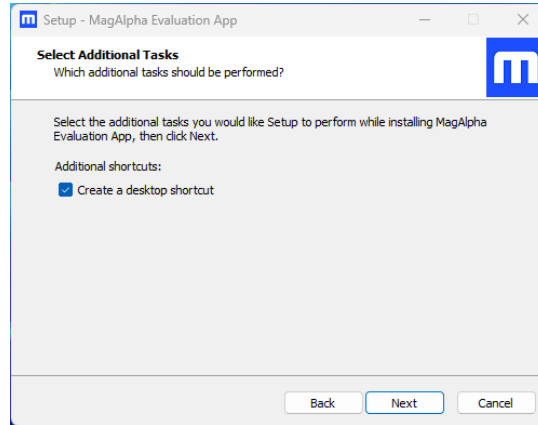 Setup - MagAlpha Evaluation App
Select Additional Tasks
Which additional tasks should be performed?
Select the additional tasks you would like Setup to perform while installing MagAlpha
Evaluation App, then click Next.
Additional shortcuts:
Create a desktop shortcut
Back Next Cancel